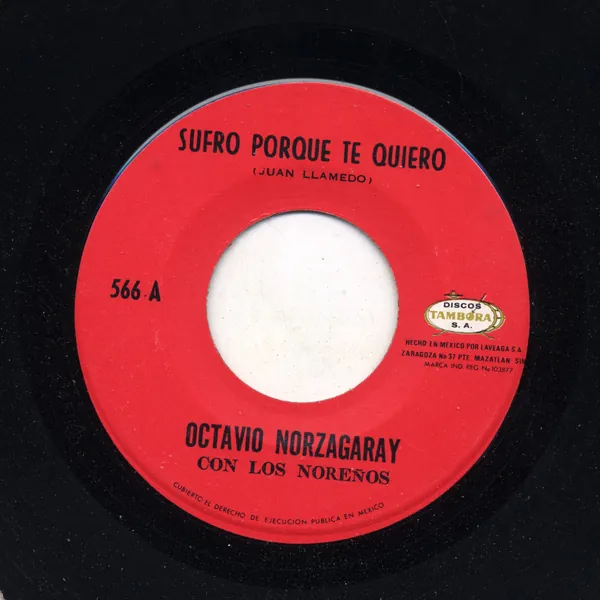 SUFRO PORQUE TE QUIERO
(JUAN LLAMEDO)
566 A
DISCOS
TAMBORA
S. A.
HECHO EN MEXICO POR LAVEAGA S A
ZARAGOZA No 37 PTE. MAZATLAN SIN
MARCA IND. REG No 103877
OCTAVIO NORZAGARAY
CON LOS NOREÑOS
CUBIERTO EL DERECHO DE EJECUCION PUBLICA EN MEXICO